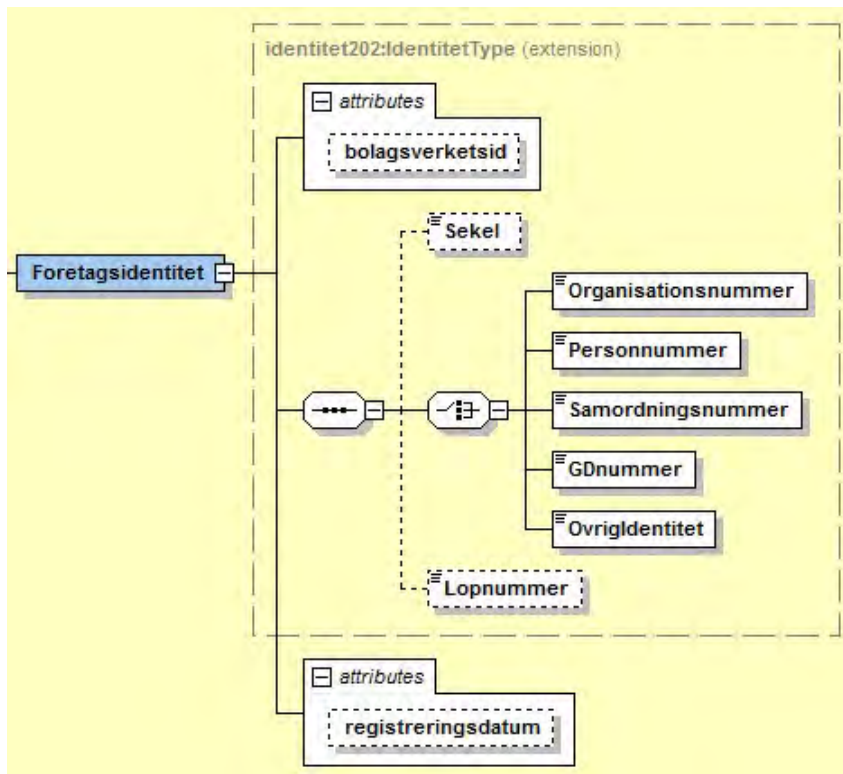 identitet202:IdentitetType (extension)
attributes
bolagsverketsid
Sekel
Foretagsidentitet
Organisationsnummer
Personnummer
Samordningsnummer
GDnummer
OvrigIdentitet
Lopnummer
attributes
registreringsdatum